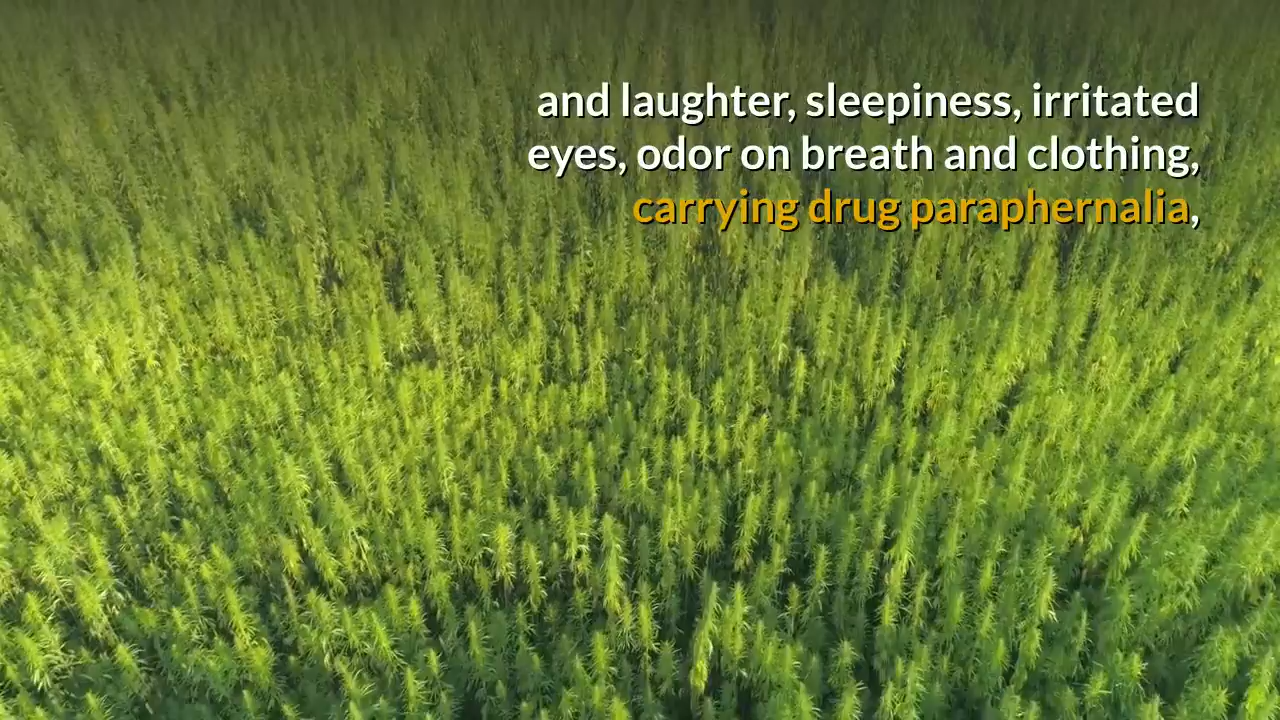 and laughter, sleepiness, irritated
eyes, odor on breath and clothing,
carrying drug paraphernalia,